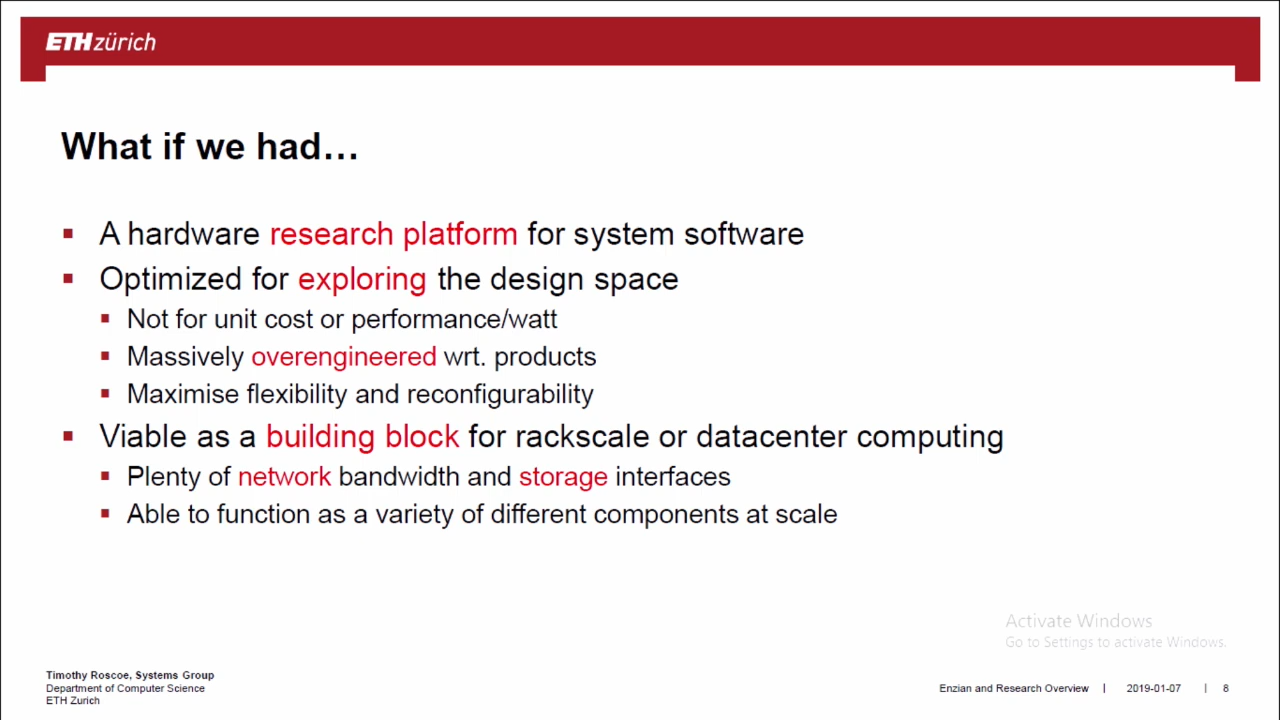 ETH zürich
What if we had…
▪ A hardware research platform for system software
▪ Optimized for exploring the design space
▪ Not for unit cost or performance/watt
▪ Massively overengineered wrt. products
▪ Maximise flexibility and reconfigurability
▪ Viable as a building block for rackscale or datacenter computing
▪ Plenty of network bandwidth and storage interfaces
▪ Able to function as a variety of different components at scale
Activate Windows
Go to Settings to activate Windows.
Timothy Roscoe, Systems Group
Department of Computer Science
ETH Zurich
Enzian and Research Overview | 2019-01-07 | 8